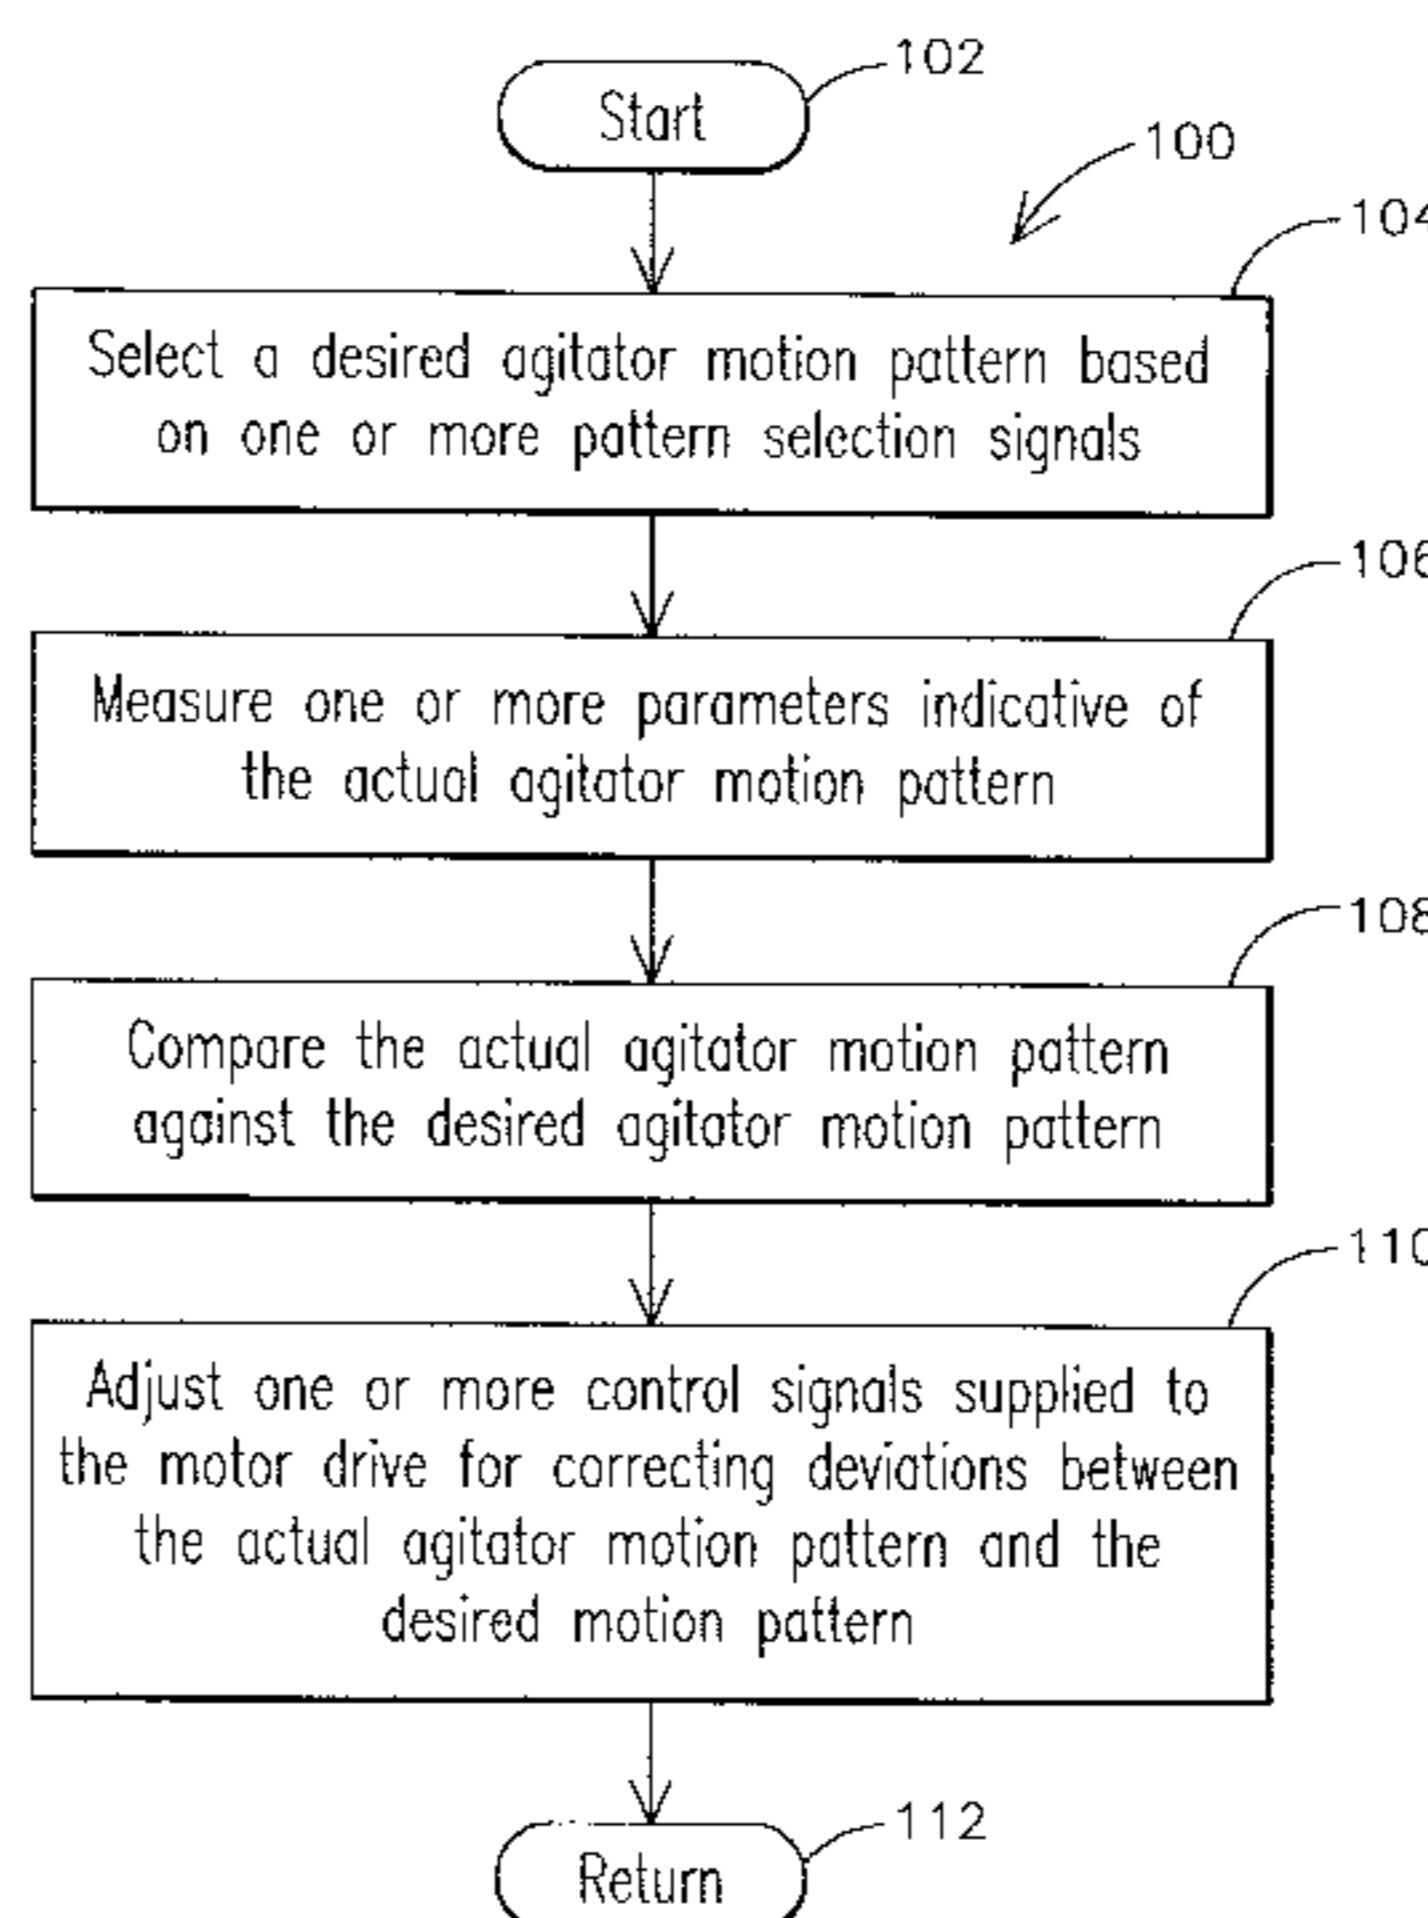 102
Start
100
104
Select a desired agitator motion pattern based
on one or more pattern selection signals
106
Measure one or more parameters indicative of
the actual agitator motion pattern
108
Compare the actual agitator motion pattern
against the desired agitator motion pattern
110
Adjust one or more control signals supplied to
the motor drive for correcting deviations between
the actual agitator motion pattern and the
desired motion pattern
112
Return